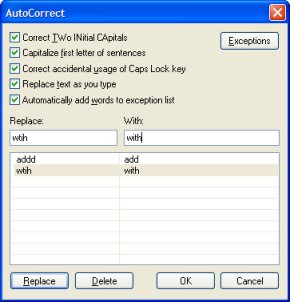 AutoCorrect
Correct TWo INitial CApitals
Exceptions
Capitalize first letter of sentences
Correct accidental usage of Caps Lock key
Replace text as you type
Automatically add words to exception list
Replace: With:
wtih with
addd add
wtih with
Replace Delete OK Cancel